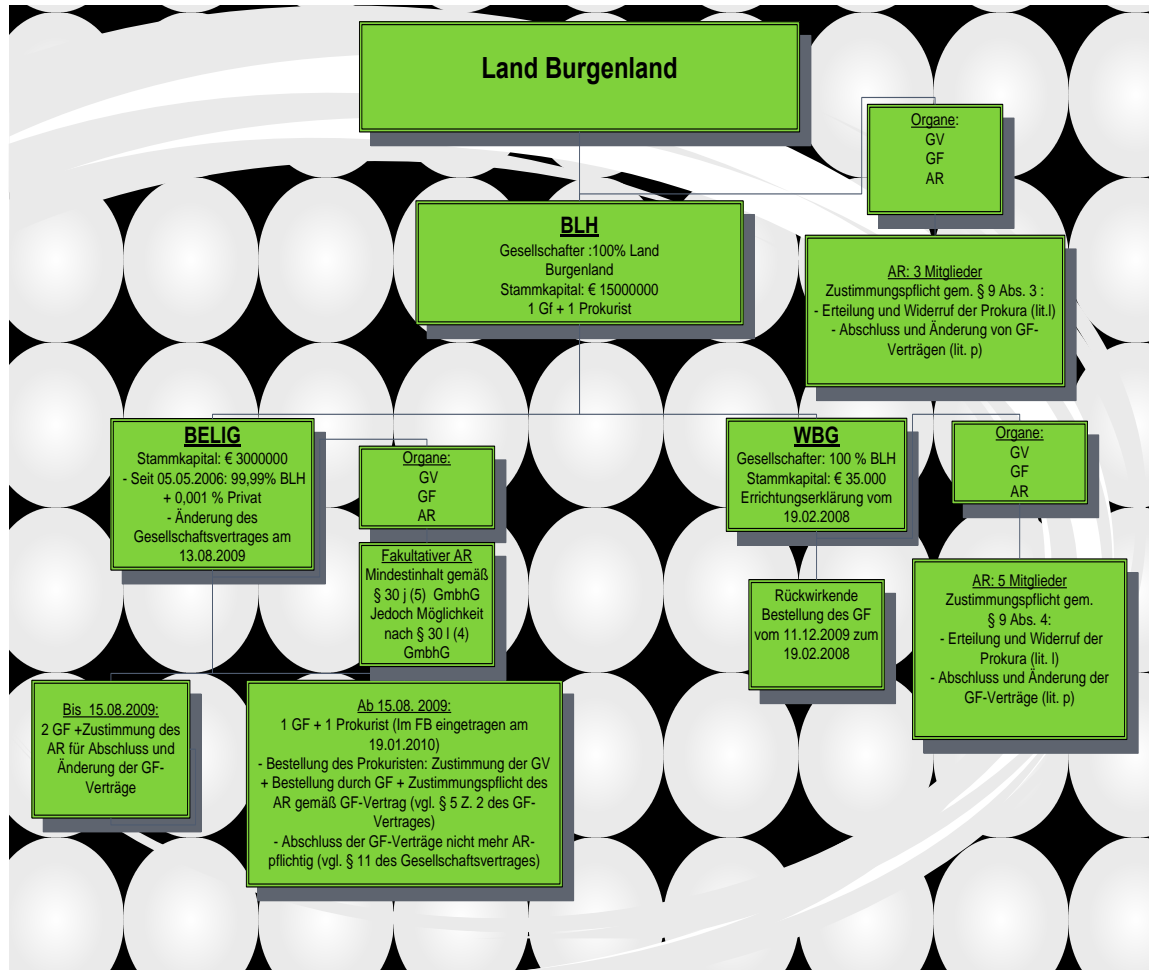 Land Burgenland
Organe:
GV
GF
AR
BLH
Gesellschafter :100% Land
Burgenland
Stammkapital: € 15000000
1 Gf + 1 Prokurist
AR: 3 Mitglieder
Zustimmungspflicht gem. § 9 Abs. 3 :
- Erteilung und Widerruf der Prokura (lit.l)
- Abschluss und Änderung von GF-
Verträgen (lit. p)
BELIG
Stammkapital: € 3000000
- Seit 05.05.2006: 99,99% BLH
+ 0,001 % Privat
- Änderung des
Gesellschaftsvertrages am
13.08.2009
Organe:
GV
GF
AR
Fakultativer AR
Mindestinhalt gemäß
§ 30 j (5) GmbhG
Jedoch Möglichkeit
nach § 30 l (4)
GmbhG
WBG
Gesellschafter: 100 % BLH
Stammkapital: € 35.000
Errichtungserklärung vom
19.02.2008
Organe:
GV
GF
AR
Rückwirkende
Bestellung des GF
vom 11.12.2009 zum
19.02.2008
AR: 5 Mitglieder
Zustimmungspflicht gem.
§ 9 Abs. 4:
- Erteilung und Widerruf der
Prokura (lit. l)
- Abschluss und Änderung der
GF-Verträge (lit. p)
Bis 15.08.2009:
2 GF +Zustimmung des
AR für Abschluss und
Änderung der GF-
Verträge
Ab 15.08. 2009:
1 GF + 1 Prokurist (Im FB eingetragen am
19.01.2010)
- Bestellung des Prokuristen: Zustimmung der GV
+ Bestellung durch GF + Zustimmungspflicht des
AR gemäß GF-Vertrag (vgl. § 5 Z. 2 des GF-
Vertrages)
- Abschluss der GF-Verträge nicht mehr AR-
pflichtig (vgl. § 11 des Gesellschaftsvertrages)